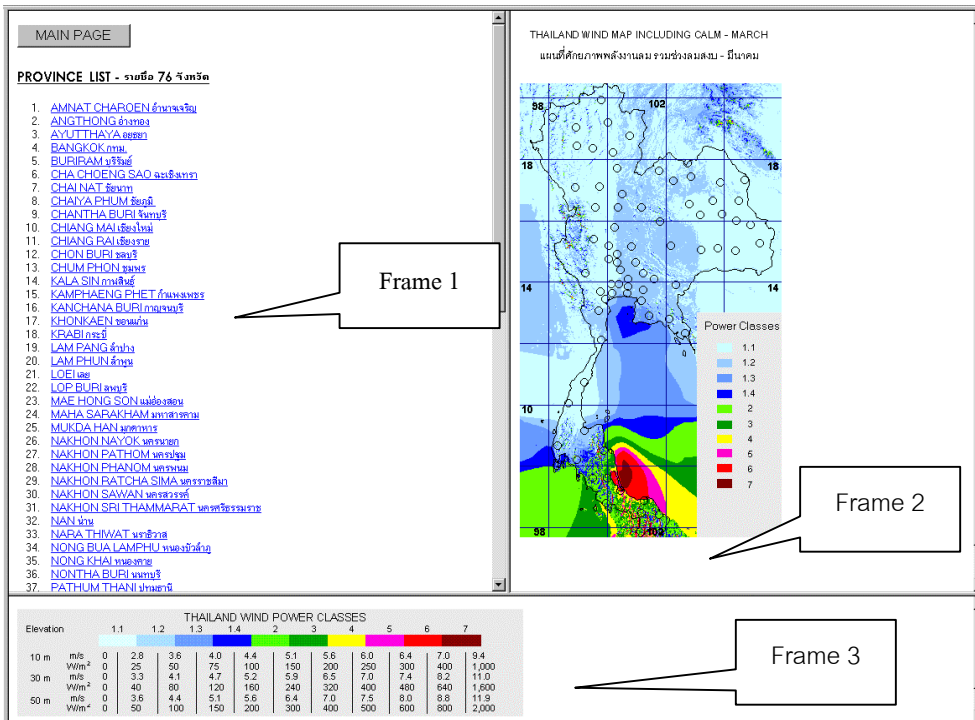 MAIN PAGE
PROVINCE LIST - รายชื่อ 76 จังหวัด
1. AMNAT CHAROEN อำนาจเจริญ
2. ANGTHONG อ่างทอง
3. AYUTTHAYA อยุธยา
4. BANGKOK กทม.
5. BURIRAM บุรีรัมย์
6. CHA CHOENG SAO ฉะเชิงเทรา
7. CHAI NAT ชัยนาท
8. CHAIYA PHUM ชัยภูมิ
9. CHANTHA BURI จันทบุรี
10. CHIANG MAI เชียงใหม่
11. CHIANG RAI เชียงราย
12. CHON BURI ชลบุรี
13. CHUM PHON ชุมพร
14. KALA SIN กาฬสินธุ์
15. KAMPHAENG PHET กำแพงเพชร
16. KANCHANA BURI กาญจนบุรี
17. KHONKAEN ขอนแก่น
18. KRABI กระบี่
19. LAM PANG ลำปาง
20. LAM PHUN ลำพูน
21. LOEI เลย
22. LOP BURI ลพบุรี
23. MAE HONG SON แม่ฮ่องสอน
24. MAHA SARAKHAM มหาสารคาม
25. MUKDA HAN มุกดาหาร
26. NAKHON NAYOK นครนายก
27. NAKHON PATHOM นครปฐม
28. NAKHON PHANOM นครพนม
29. NAKHON RATCHA SIMA นครราชสีมา
30. NAKHON SAWAN นครสวรรค์
31. NAKHON SRI THAMMARAT นครศรีธรรมราช
32. NAN น่าน
33. NARA THIWAT นราธิวาส
34. NONG BUA LAMPHU หนองบัวลำภู
35. NONG KHAI หนองคาย
36. NONTHA BURI นนทบุรี
37. PATHUM THANI ปทุมธานี
Frame 1
THAILAND WIND MAP INCLUDING CALM - MARCH
แผนที่ศักยภาพพลังงานลม รวมช่วงลมสงบ - มีนาคม
98 102
18 18
14 14
10
98 102
Power Classes
1.1
1.2
1.3
1.4
2
3
4
5
6
7
Frame 2
THAILAND WIND POWER CLASSES
Elevation 1.1 1.2 1.3 1.4 2 3 4 5 6 7
10 m m/s 0 2.8 3.6 4.0 4.4 5.1 5.6 6.0 6.4 7.0 9.4
W/m² 0 25 50 75 100 150 200 250 300 400 1,000
30 m m/s 0 3.3 4.1 4.7 5.2 5.9 6.5 7.0 7.4 8.2 11.0
W/m² 0 40 80 120 160 240 320 400 480 640 1,600
50 m m/s 0 3.6 4.4 5.1 5.6 6.4 7.0 7.5 8.0 8.8 11.9
W/m² 0 50 100 150 200 300 400 500 600 800 2,000
Frame 3